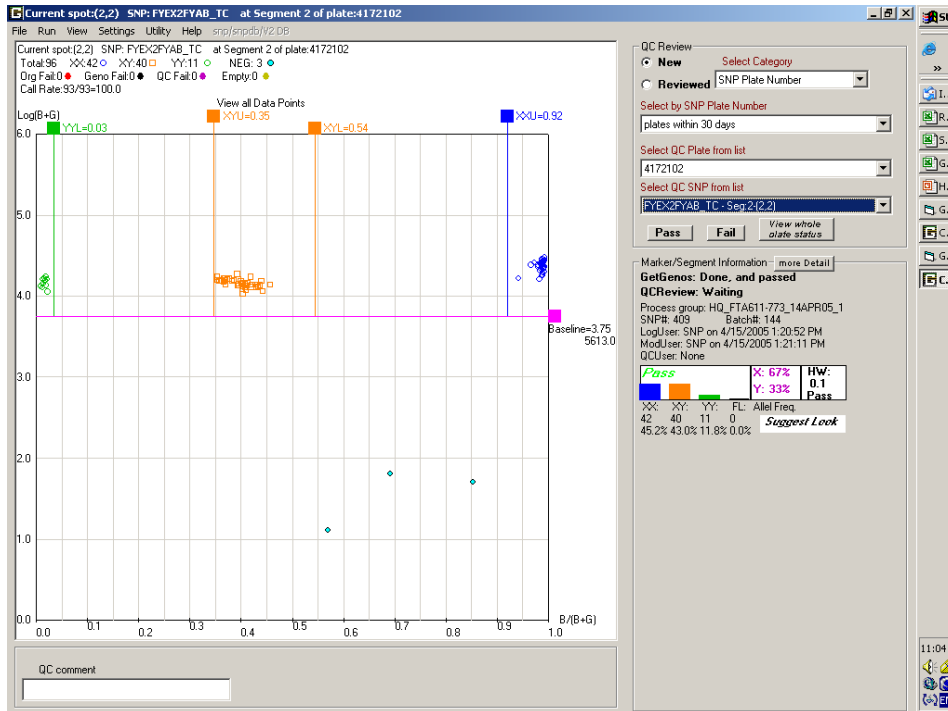 Current spot:(2,2) SNP: FYEX2FYAB_TC at Segment 2 of plate:4172102
File Run View Settings Utility Help snp/snpdb/V2 DB
Current spot:(2,2) SNP: FYEX2FYAB_TC at Segment 2 of plate:4172102
Total:96 XX:42 XY:40 YY:11 NEG: 3
Org Fail:0 Geno Fail:0 QC Fail:0 Empty:0
Call Rate:93/93=100.0
View all Data Points
Log(B+G)
YYL=0.03
XYU=0.35
XYL=0.54
XXU=0.92
6.0
5.0
4.0
Baseline=3.75
5613.0
3.0
2.0
1.0
0.0
B/(B+G)
0.0 0.1 0.2 0.3 0.4 0.5 0.6 0.7 0.8 0.9 1.0
QC comment
QC Review
New
Select Category
Reviewed
SNP Plate Number
Select by SNP Plate Number
plates within 30 days
Select QC Plate from list
4172102
Select QC SNP from list
FYEX2FYAB_TC - Seg:2-(2,2)
Pass Fail View whole plate status
Marker/Segment Information more Detail
GetGenos: Done, and passed
QCReview: Waiting
Process group: HQ_FTA611-773_14APR05_1
SNP#: 409 Batch#: 144
LogUser: SNP on 4/15/2005 1:20:52 PM
ModUser: SNP on 4/15/2005 1:21:11 PM
QCUser: None
Pass
X: 67%
Y: 33%
HW:
0.1
Pass
XX: XY: YY: FL: Allel Freq.
42 40 11 0
Suggest Look
45.2% 43.0% 11.8% 0.0%
»
I...
R...
S...
G...
H...
G...
C...
G...
C...
11:04